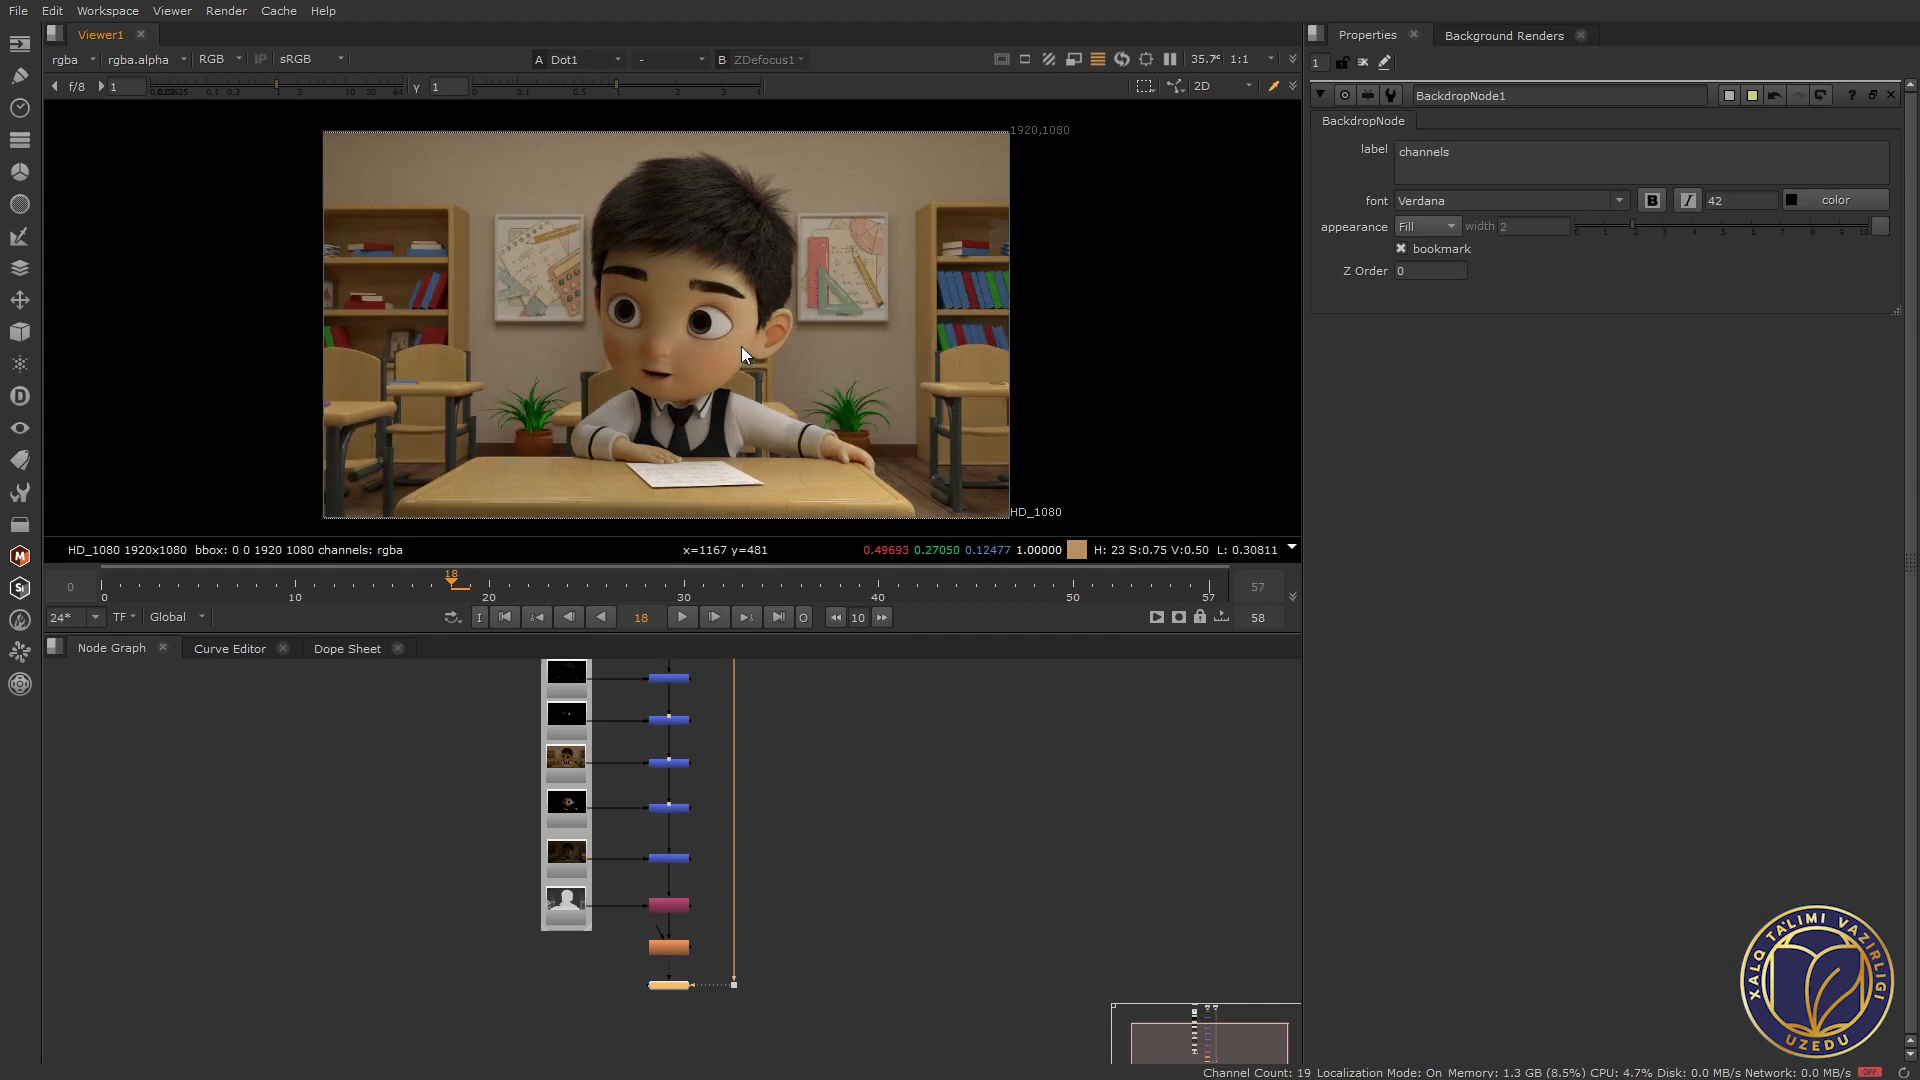 File Edit Workspace Viewer Render Cache Help
Viewer1
Properties
Background Renders
rgba rgba.alpha RGB IP sRGB A Dot1 - B ZDefocus1 1:1
1
f/8 1 γ 1 2D
BackdropNode1
BackdropNode
label channels
font Verdana B I 42 color
appearance Fill width 2
bookmark
Z Order 0
1920,1080
HD_1080
HD_1080 1920x1080 bbox: 0 0 1920 1080 channels: rgba x=1167 y=481 0.49693 0.27050 0.12477 1.00000 H: 23 S:0.75 V:0.50 L: 0.30811
0 18 57
0 10 20 30 40 50 57
24* TF Global I 18 O 10 58
Node Graph Curve Editor Dope Sheet
D
M
Si
XALQ TA'LIMI VAZIRLIGI
UZEDU
Channel Count: 19 Localization Mode: On Memory: 1.3 GB (8.5%) CPU: 4.7% Disk: 0.0 MB/s Network: 0.0 MB/s OFF